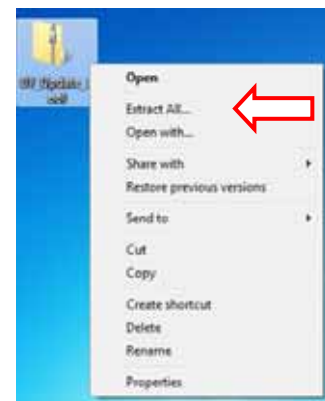 Open
Extract All...
Open with...
Share with
Restore previous versions
Send to
Cut
Copy
Create shortcut
Delete
Rename
Properties